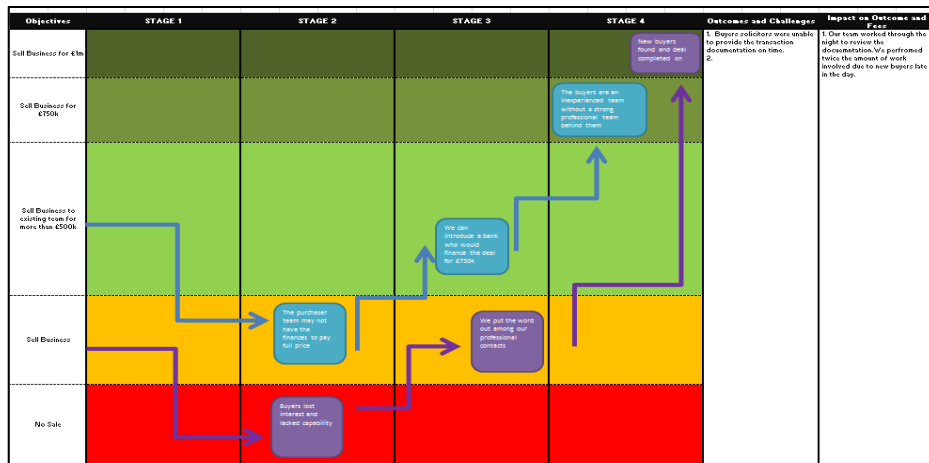 Objectives
STAGE 1
STAGE 2
STAGE 3
STAGE 4
Outcomes and Challenges
Impact on Outcome and
Fees
Sell Business for £1m
New buyers
found and deal
completed on
1. Buyers solicitors were unable
to provide the transaction
documentation on time.
2.
1. Our team worked through the
night to review the
docuemntation. We perfromed
twice the amount of work
involved due to new buyers late
in the day.
Sell Business for
£750k
The buyers are an
inexperienced team
without a strong
professional team
behind them
Sell Business to
existing team for
more than £500k
We can
introduce a bank
who would
finance the deal
for £750k
Sell Business
The purchaser
team may not
have the
finances to pay
full price
We put the word
out among our
professional
contacts
No Sale
Buyers lost
interest and
lacked capability